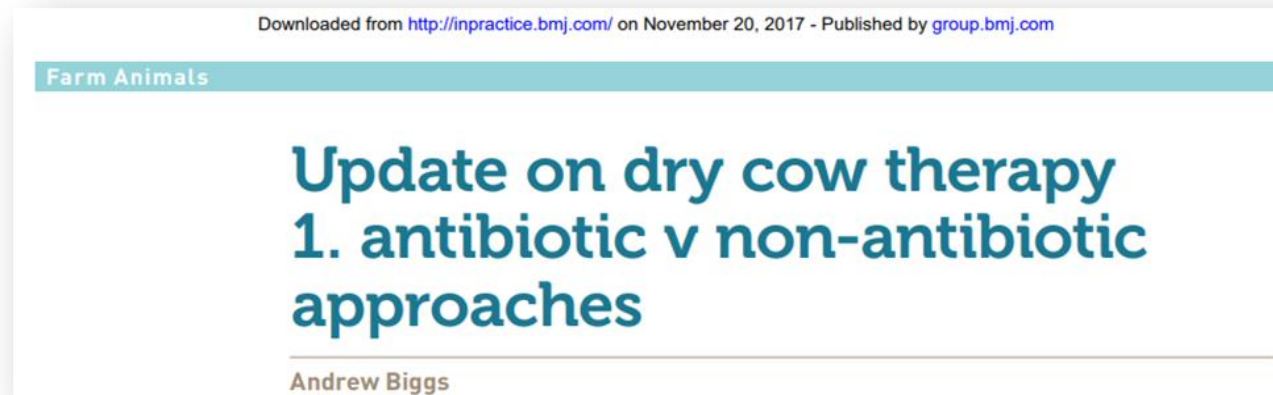 Downloaded from http://inpractice.bmj.com/ on November 20, 2017 - Published by group.bmj.com
Farm Animals
Update on dry cow therapy
1. antibiotic v non-antibiotic
approaches
Andrew Biggs